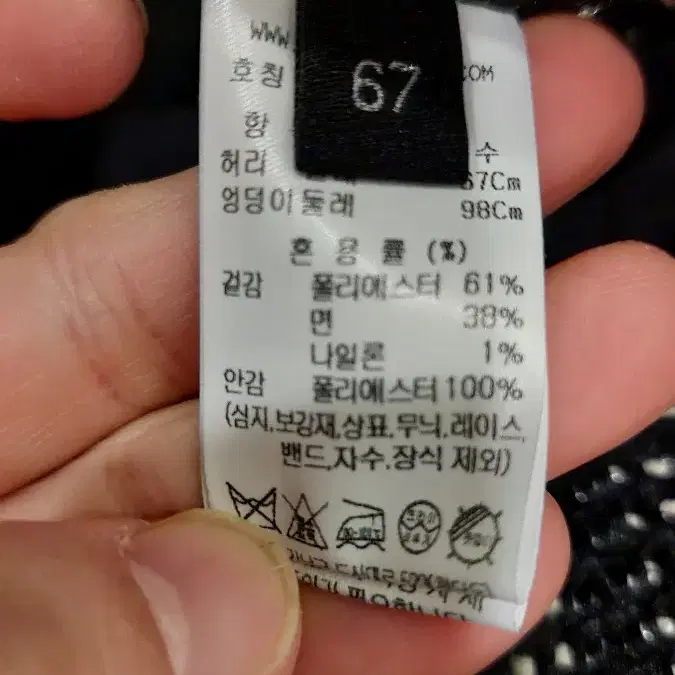 WWW.
67
호칭 COM
항 수
허리 67Cm
엉덩이둘레 98Cm
혼용률 (%)
겉감 폴리에스터 61%
면 38%
나일론 1%
안감 폴리에스터 100%
(심지,보강재,상표,무늬,레이스,
밴드,자수,장식 제외)